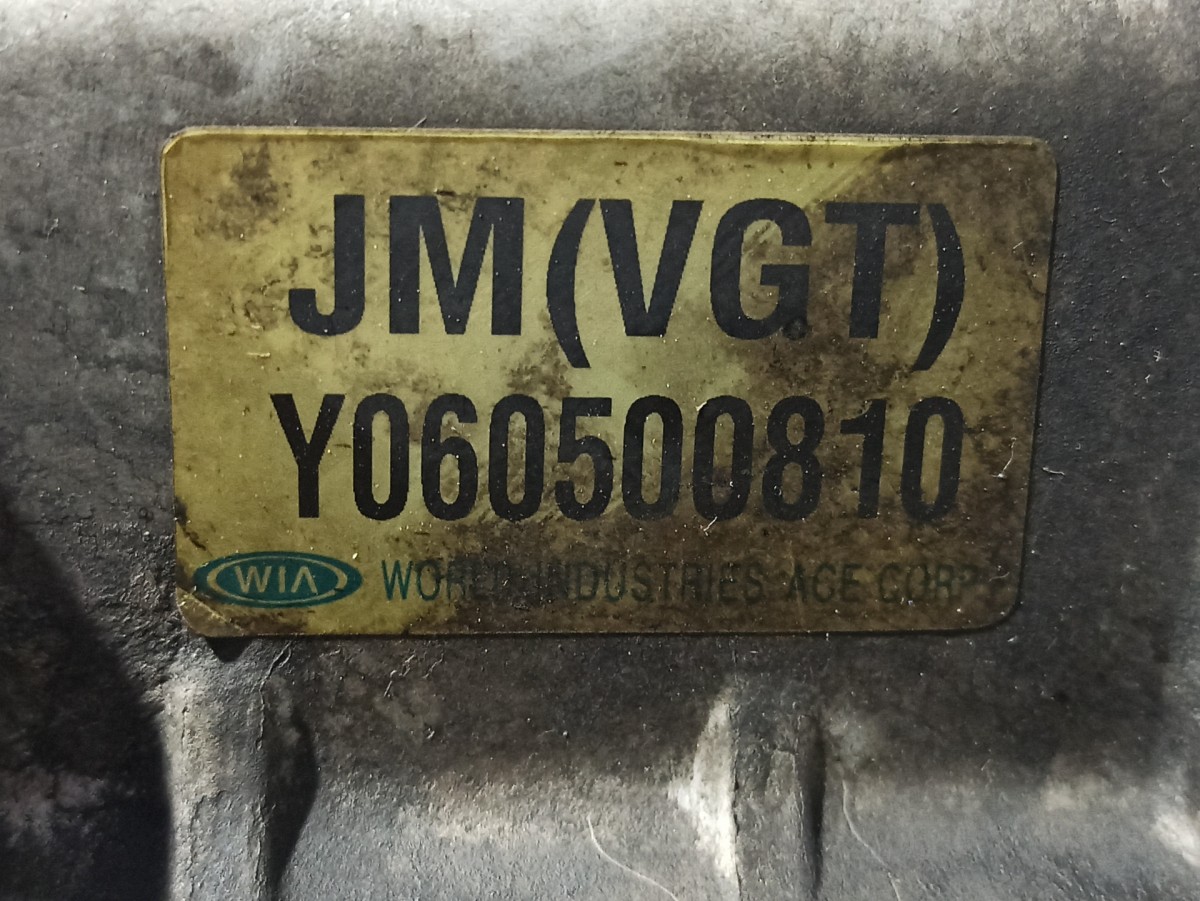 JM(VGT)
Y060500810
WIA WORLD INDUSTRIES ACE CORP